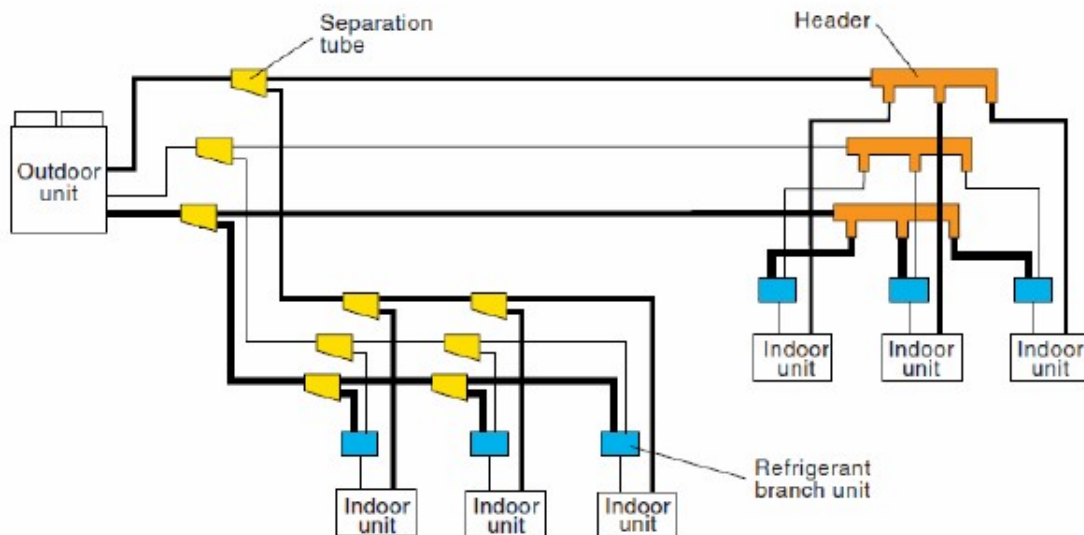 Separation
tube
Header
Outdoor
unit
Indoor
unit
Indoor
unit
Indoor
unit
Refrigerant
branch unit
Indoor
unit
Indoor
unit
Indoor
unit